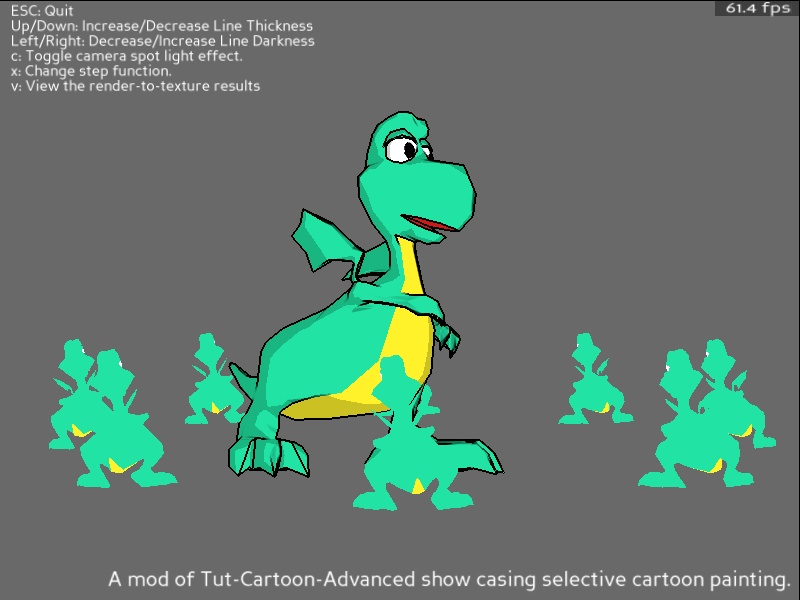 ESC: Quit
61.4 fps
Up/Down: Increase/Decrease Line Thickness
Left/Right: Decrease/Increase Line Darkness
c: Toggle camera spot light effect.
x: Change step function.
v: View the render-to-texture results
A mod of Tut-Cartoon-Advanced show casing selective cartoon painting.